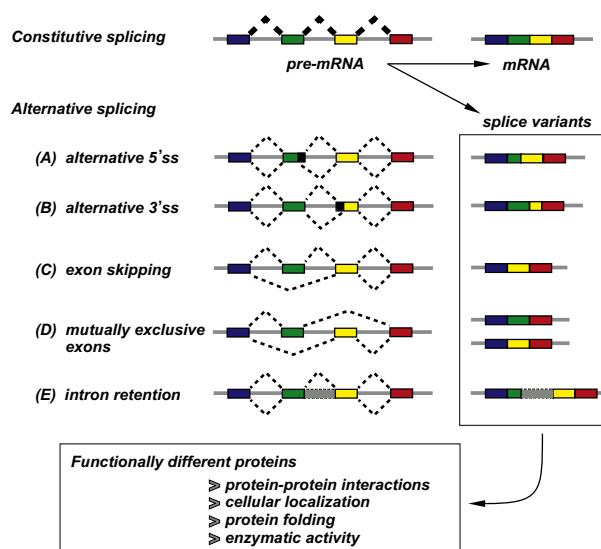 Constitutive splicing
pre-mRNA
mRNA
Alternative splicing
splice variants
(A) alternative 5'ss
(B) alternative 3'ss
(C) exon skipping
(D) mutually exclusive
exons
(E) intron retention
Functionally different proteins
protein-protein interactions
cellular localization
protein folding
enzymatic activity